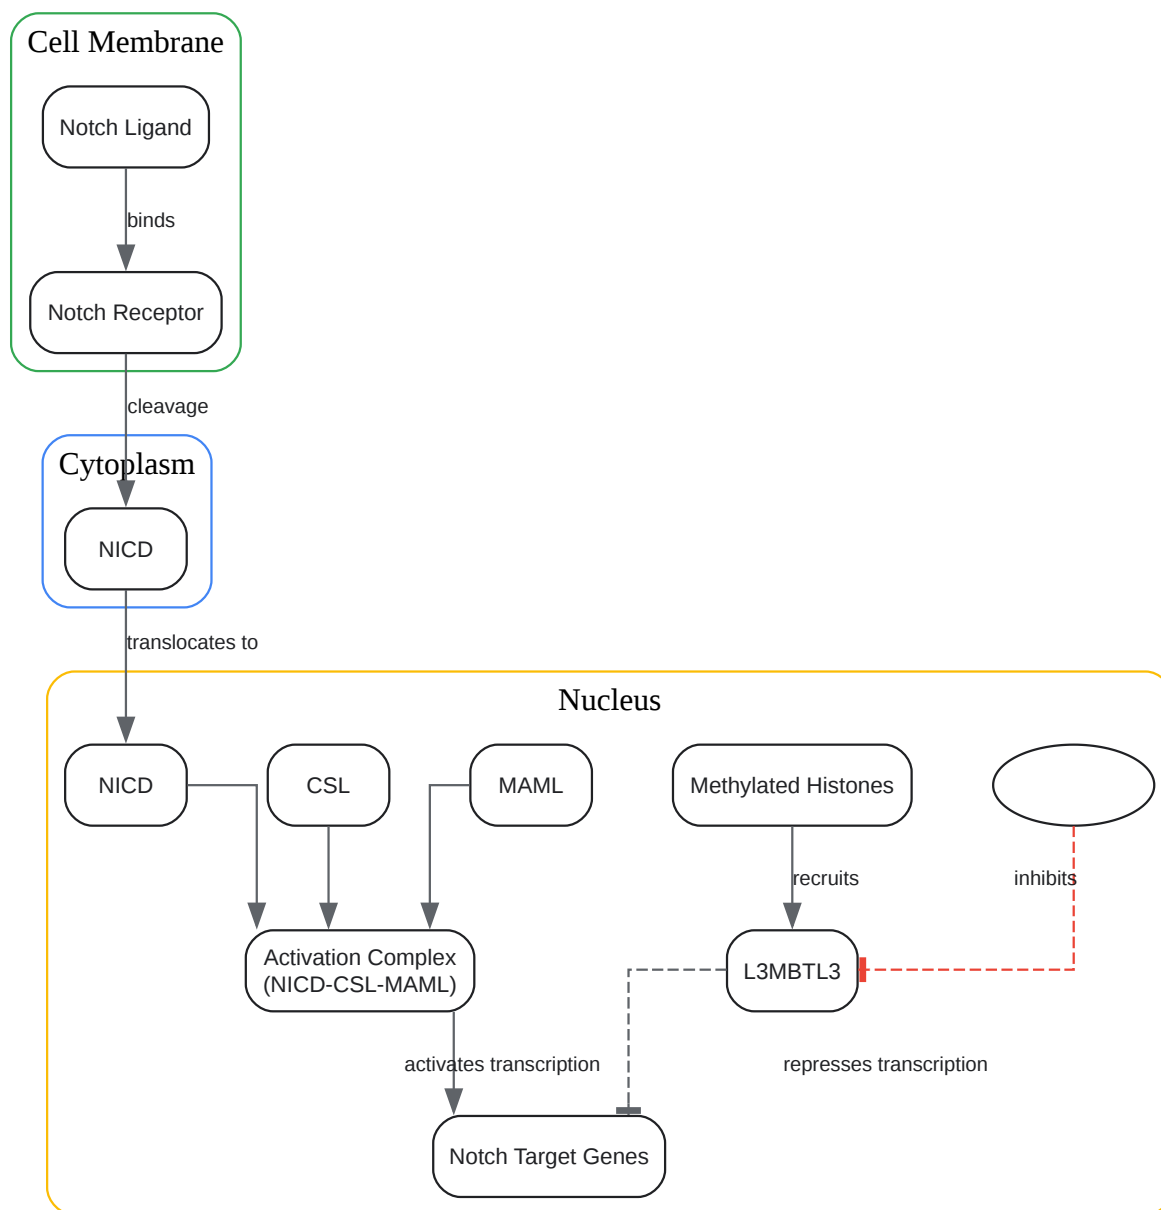 Cell Membrane
Notch Ligand
binds
Notch Receptor
cleavage
Cytoplasm
NICD
translocates to
Nucleus
NICD
CSL
MAML
Methylated Histones
recruits
inhibits
Activation Complex
(NICD-CSL-MAML)
L3MBTL3
activates transcription
represses transcription
Notch Target Genes